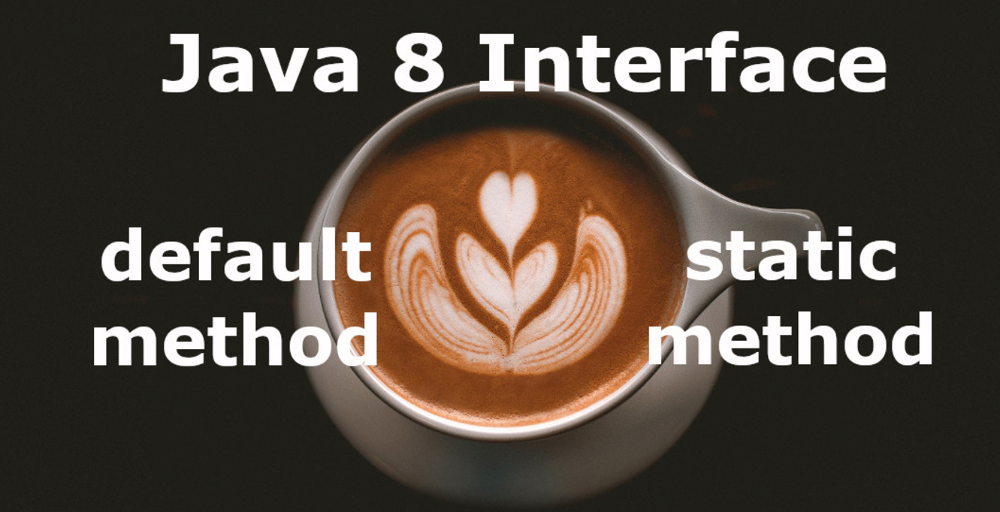 Java 8 Interface
default static
method method